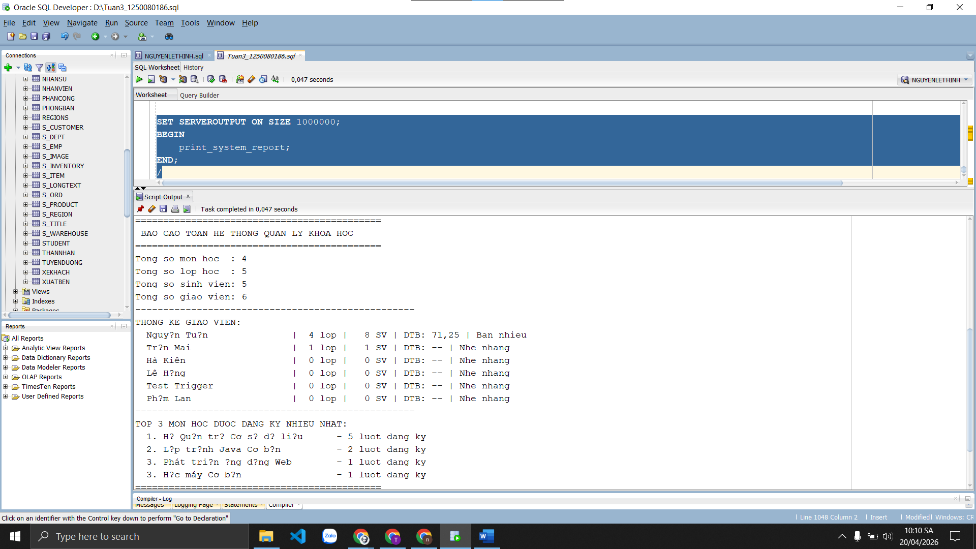 Oracle SQL Developer : D:\Tuan3_1250080186.sql
File Edit View Navigate Run Source Team Tools Window Help
Connections
NHANSU
NHANVIEN
PHANCONG
PHONGBAN
REGIONS
S_CUSTOMER
S_DEPT
S_EMP
S_IMAGE
S_INVENTORY
S_ITEM
S_LONGTEXT
S_ORD
S_PRODUCT
S_REGION
S_TITLE
S_WAREHOUSE
STUDENT
THANNHAN
TUYENDUONG
XEKHACH
XUATBEN
Views
Indexes
Packages
Reports
All Reports
Analytic View Reports
Data Dictionary Reports
Data Modeler Reports
OLAP Reports
TimesTen Reports
User Defined Reports
NGUYENLETHINH.sql Tuan3_1250080186.sql
SQL Worksheet History
0,047 seconds
NGUYENLETHINH
Worksheet Query Builder
SET SERVEROUTPUT ON SIZE 1000000;
BEGIN
print_system_report;
END;
/
Script Output
Task completed in 0,047 seconds
============================================
BAO CAO TOAN HE THONG QUAN LY KHOA HOC
============================================
Tong so mon hoc : 4
Tong so lop hoc : 5
Tong so sinh vien: 5
Tong so giao vien: 6
--------------------------------------------------
THONG KE GIAO VIEN:
Nguy?n Tu?n | 4 lop | 8 SV | DTB: 71,25 | Ban nhieu
Tr?n Mai | 1 lop | 1 SV | DTB: -- | Nhe nhang
Hà Kiên | 0 lop | 0 SV | DTB: -- | Nhe nhang
Lê H?ng | 0 lop | 0 SV | DTB: -- | Nhe nhang
Test Trigger | 0 lop | 0 SV | DTB: -- | Nhe nhang
Ph?m Lan | 0 lop | 0 SV | DTB: -- | Nhe nhang
--------------------------------------------------
TOP 3 MON HOC DUOC DANG KY NHIEU NHAT:
1. H? Qu?n tr? Cơ s? d? li?u - 5 luot dang ky
2. L?p tr?nh Java Cơ b?n - 2 luot dang ky
3. Phát tri?n ?ng d?ng Web - 1 luot dang ky
3. H?c máy Cơ b?n - 1 luot dang ky
============================================
Compiler - Log
Messages Logging Page Statements Compiler
Click on an identifier with the Control key down to perform "Go to Declaration"
Line 1040 Column 2 Insert Modified Windows: CF
Type here to search
10:10 SA
20/04/2026